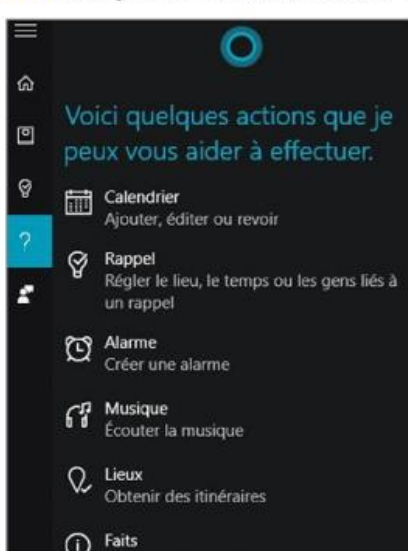 Voici quelques actions que je
peux vous aider à effectuer.
Calendrier
Ajouter, éditer ou revoir
Rappel
Régler le lieu, le temps ou les gens liés à
un rappel
Alarme
Créer une alarme
Musique
Écouter la musique
Lieux
Obtenir des itinéraires
Faits